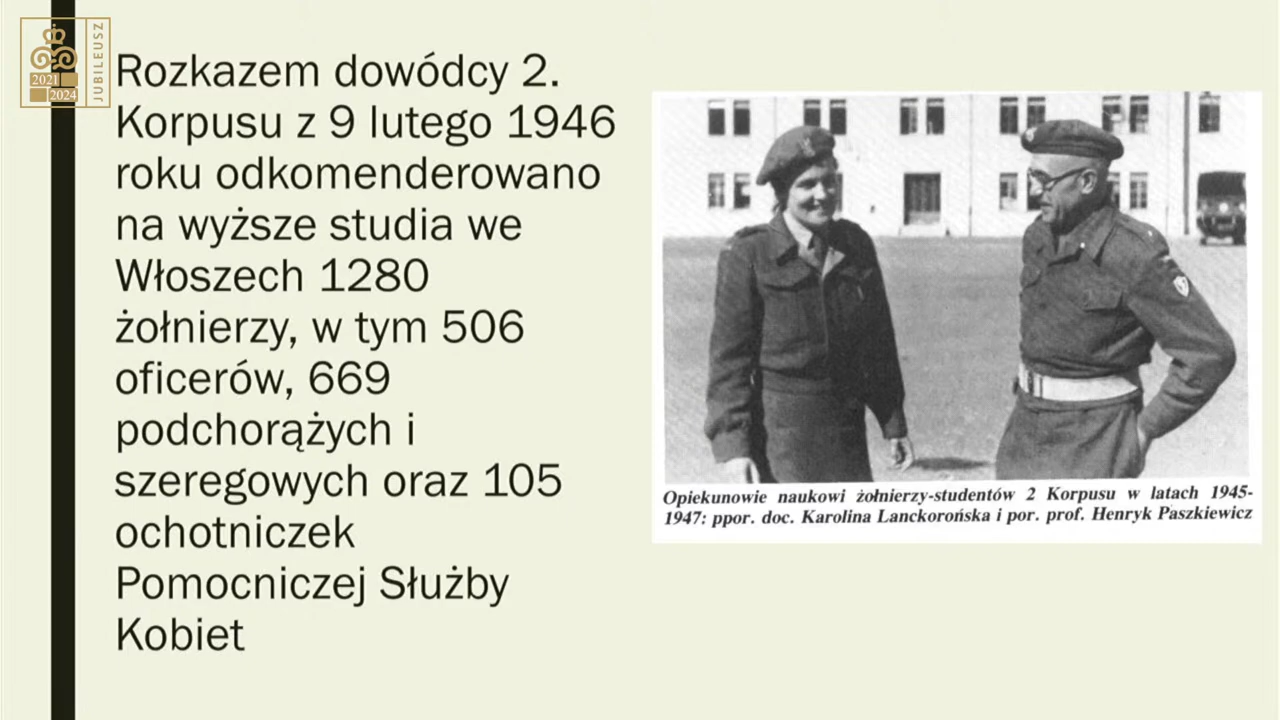 2021
2024
JUBILEUSZ
Rozkazem dowódcy 2.
Korpusu z 9 lutego 1946
roku odkomenderowano
na wyższe studia we
Włoszech 1280
żołnierzy, w tym 506
oficerów, 669
podchorążych i
szeregowych oraz 105
ochotniczek
Pomocniczej Służby
Kobiet
Opiekunowie naukowi żołnierzy-studentów 2 Korpusu w latach 1945-
1947: ppor. doc. Karolina Lanckorońska i por. prof. Henryk Paszkiewicz